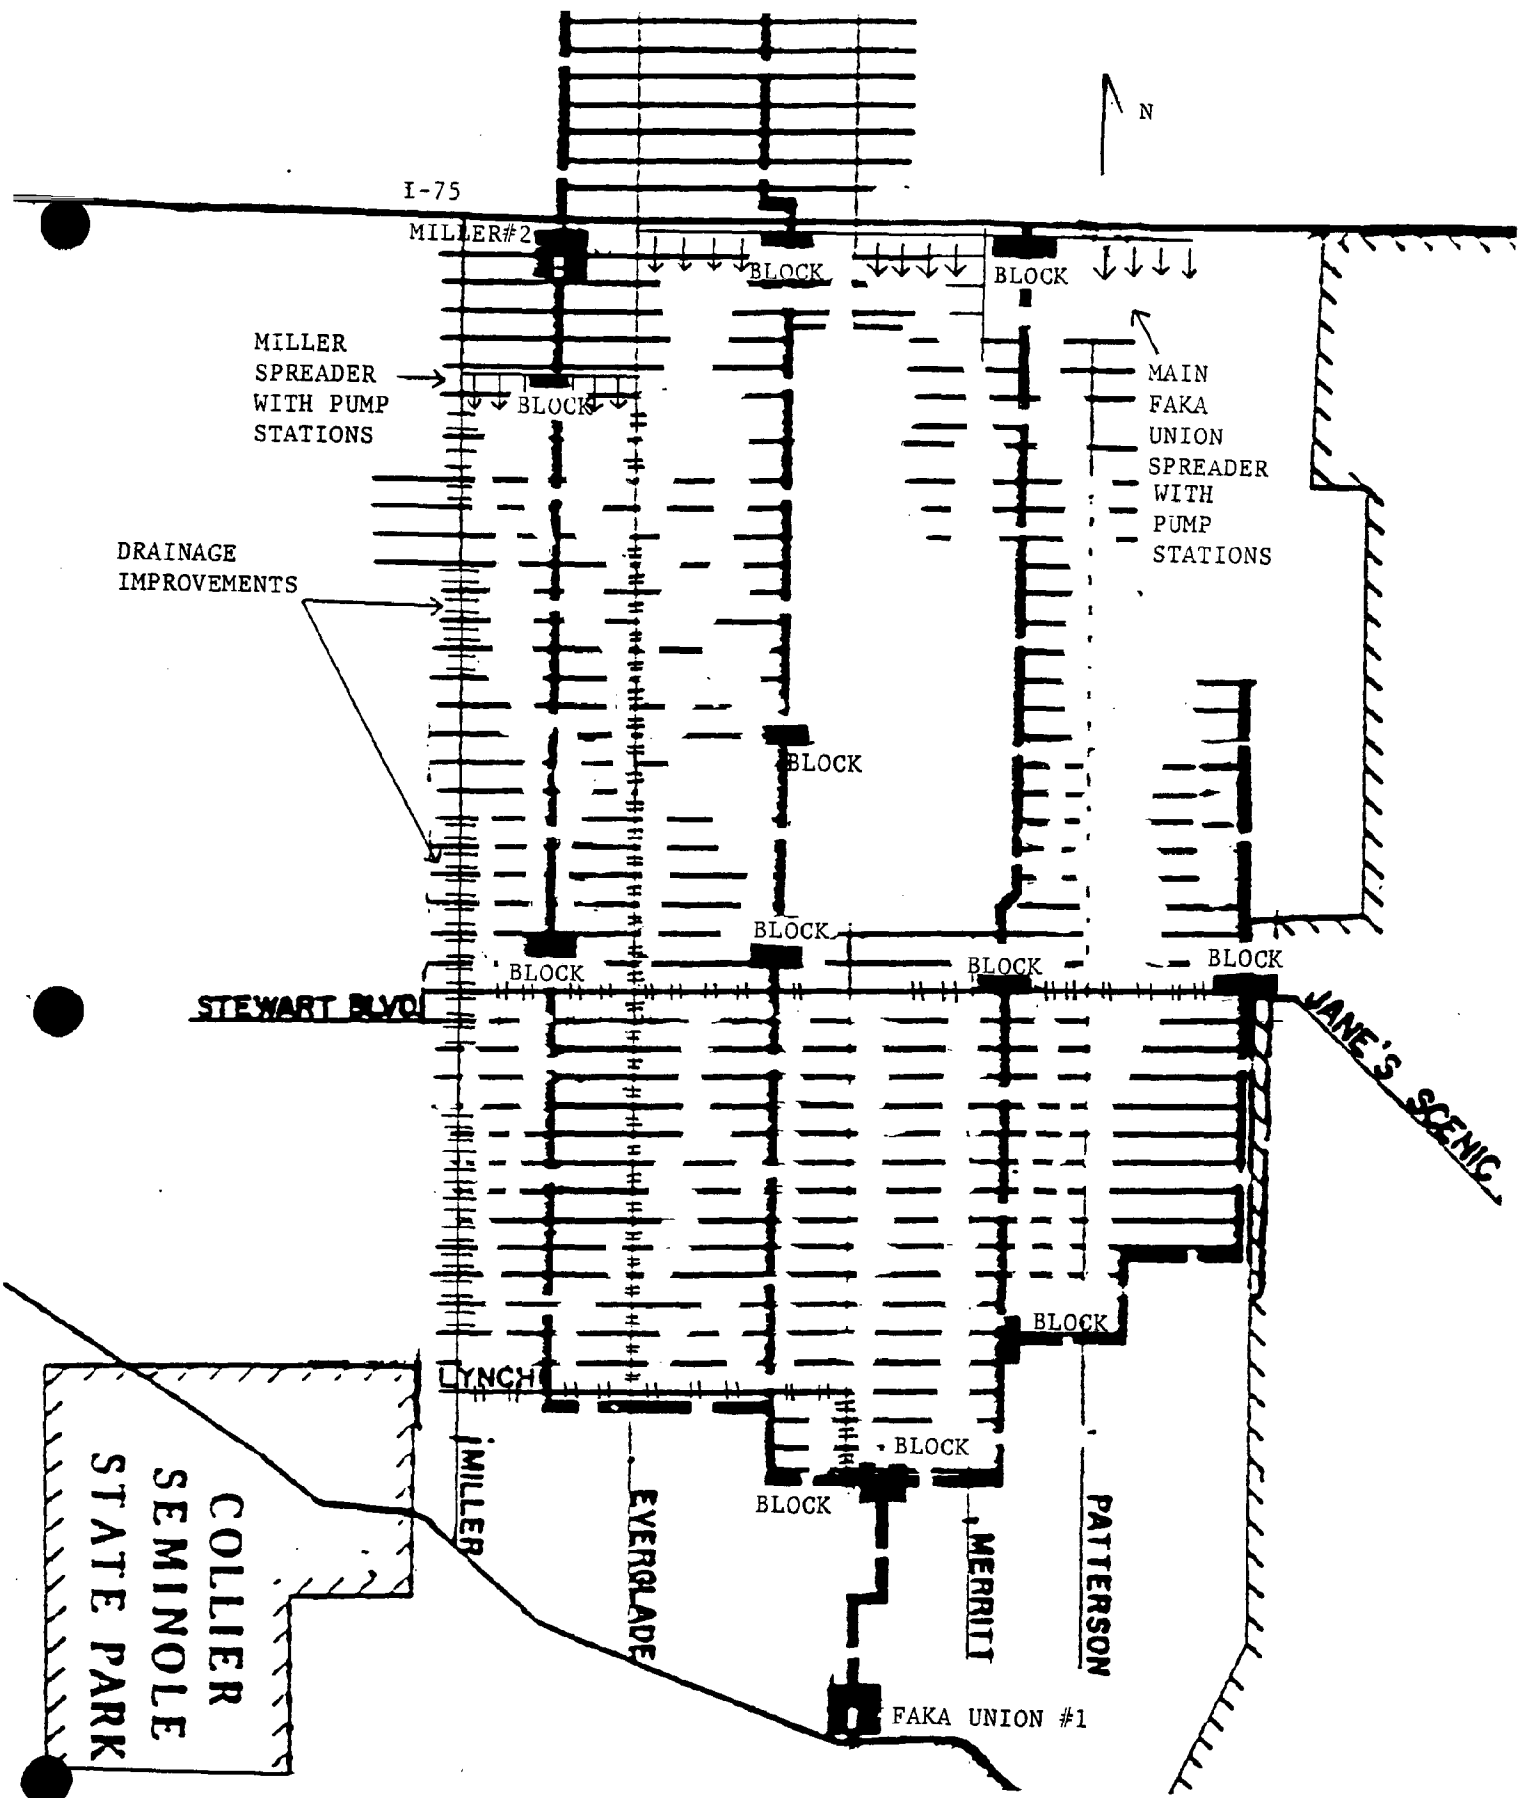 N
I-75
MILLER#2
BLOCK
BLOCK
MILLER
SPREADER
WITH PUMP
STATIONS
BLOCK
MAIN
FAKA
UNION
SPREADER
WITH
PUMP
STATIONS
DRAINAGE
IMPROVEMENTS
BLOCK
BLOCK
BLOCK
BLOCK
BLOCK
STEWART BLVD
JANE'S SCENIC
BLOCK
LYNCH
BLOCK
BLOCK
MILLER
EVERGLADE
MERRITT
PATTERSON
COLLIER
SEMINOLE
STATE PARK
FAKA UNION #1